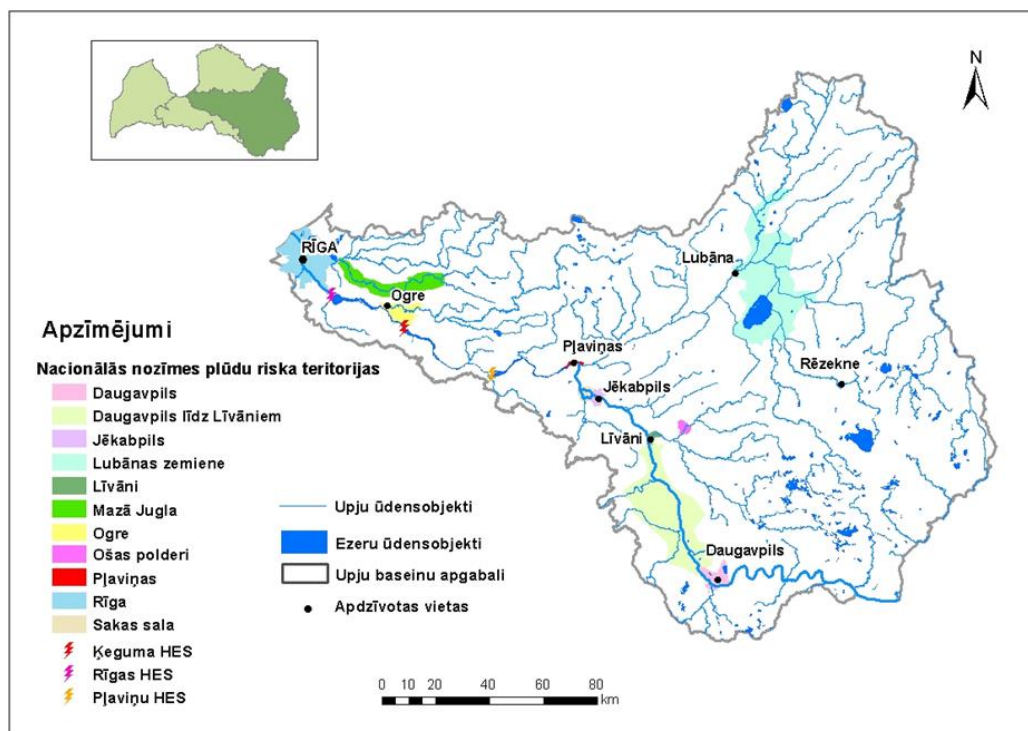 N
RĪGA
Ogre
Lubāna
Pļaviņas
Rēzekne
Jēkabpils
Līvāni
Daugavpils
Apzīmējumi
Nacionālās nozīmes plūdu riska teritorijas
Daugavpils
Daugavpils līdz Līvāniem
Jēkabpils
Lubānas zemiene
Līvāni
Mazā Jugla
Ogre
Ošas polderi
Pļaviņas
Rīga
Sakas sala
Ķeguma HES
Rīgas HES
Pļaviņu HES
Upju ūdensobjekti
Ezeru ūdensobjekti
Upju baseinu apgabali
Apdzīvotas vietas
0 10 20 40 60 80
km